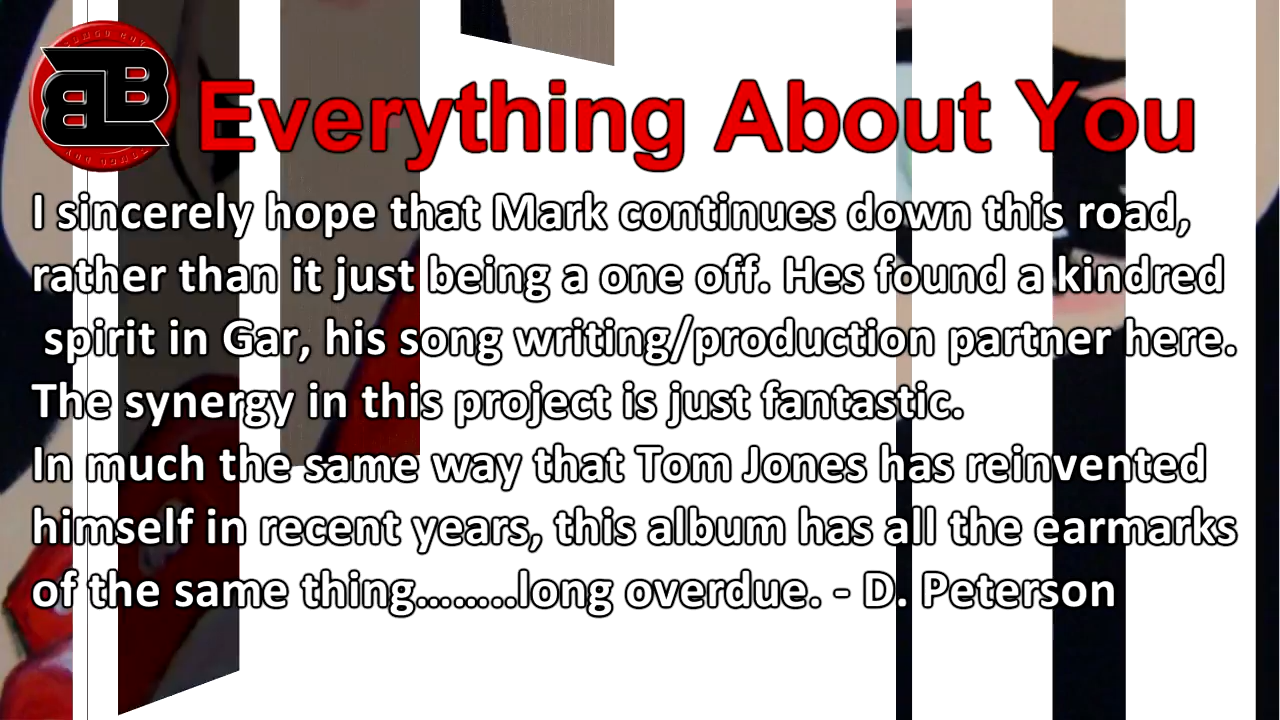 BB
Everything About You
I sincerely hope that Mark continues down this road,
rather than it just being a one off. Hes found a kindred
spirit in Gar, his song writing/production partner here.
The synergy in this project is just fantastic.
In much the same way that Tom Jones has reinvented
himself in recent years, this album has all the earmarks
of the same thing........long overdue. - D. Peterson